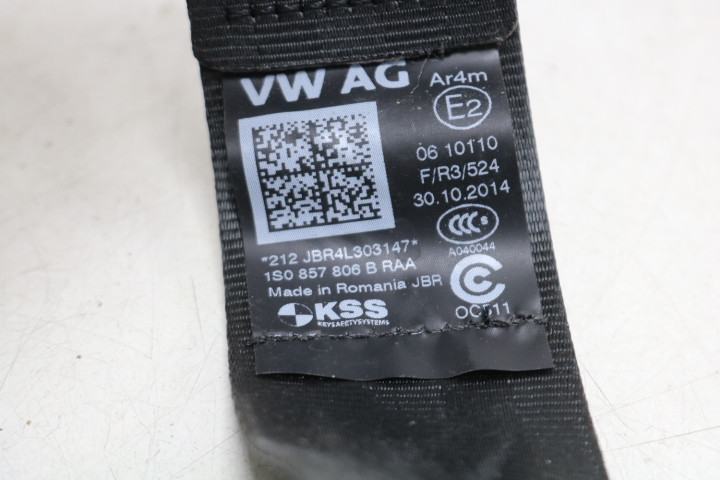 VW AG
Ar4m
E2
06 10110
F/R3/524
30.10.2014
CCC
A040044
*212 JBR4L303147*
1S0 857 806 B RAA
Made in Romania JBR
KSS
KEYSAFETYSYSTEMS